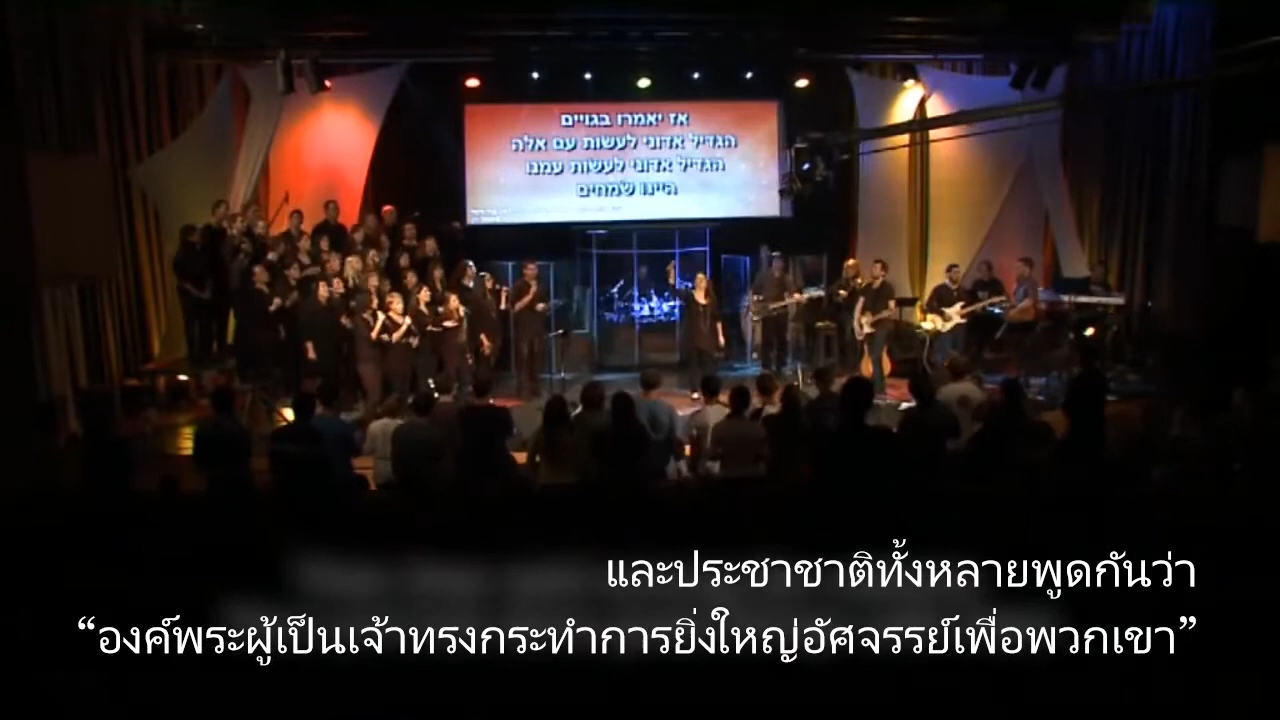 אז יאמרו בגויים
הגדיל אדוני לעשות עם אלה
הגדיל אדוני לעשות עמנו
היינו שמחים
และประชาชาติทั้งหลายพูดกันว่า
“องค์พระผู้เป็นเจ้าทรงกระทำการยิ่งใหญ่อัศจรรย์เพื่อพวกเขา”